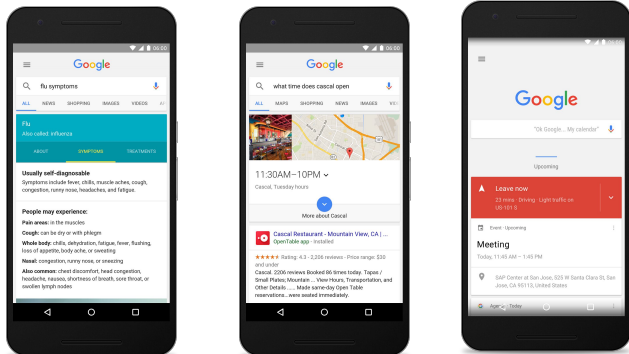 06:00
Google
flu symptoms
ALL NEWS SHOPPING IMAGES VIDEOS
Flu
Also called: influenza
ABOUT SYMPTOMS TREATMENTS
Usually self-diagnosable
Symptoms include fever, chills, muscle aches, cough,
congestion, runny nose, headaches, and fatigue.
People may experience:
Pain areas: in the muscles
Cough: can be dry or with phlegm
Whole body: chills, dehydration, fatigue, fever, flushing,
loss of appetite, body ache, or sweating
Nasal: congestion, runny nose, or sneezing
Also common: chest discomfort, head congestion,
headache, nausea, shortness of breath, sore throat, or
swollen lymph nodes
06:00
Google
what time does cascal open
ALL MAPS SHOPPING NEWS IMAGES
11:30AM–10PM
Cascal, Tuesday hours
More about Cascal
Cascal Restaurant - Mountain View, CA | ...
OpenTable app - Installed
Rating: 4.3 - 2,206 reviews - Price range: $30
and under
Cascal. 2206 reviews Booked 86 times today. Tapas /
Small Plates; Mountain ... View Hours, Transportation, and
Other Details ..... Made same-day Open Table
reservations...were seated immediately.
06:00
Google
"Ok Google... My calendar"
Upcoming
Leave now
23 mins · Driving · Light traffic on
US-101 S
Event · Upcoming
Meeting
Today, 11:45 AM – 1:45 PM
SAP Center at San Jose, 525 W Santa Clara St, San
Jose, CA 95113, United States
Today